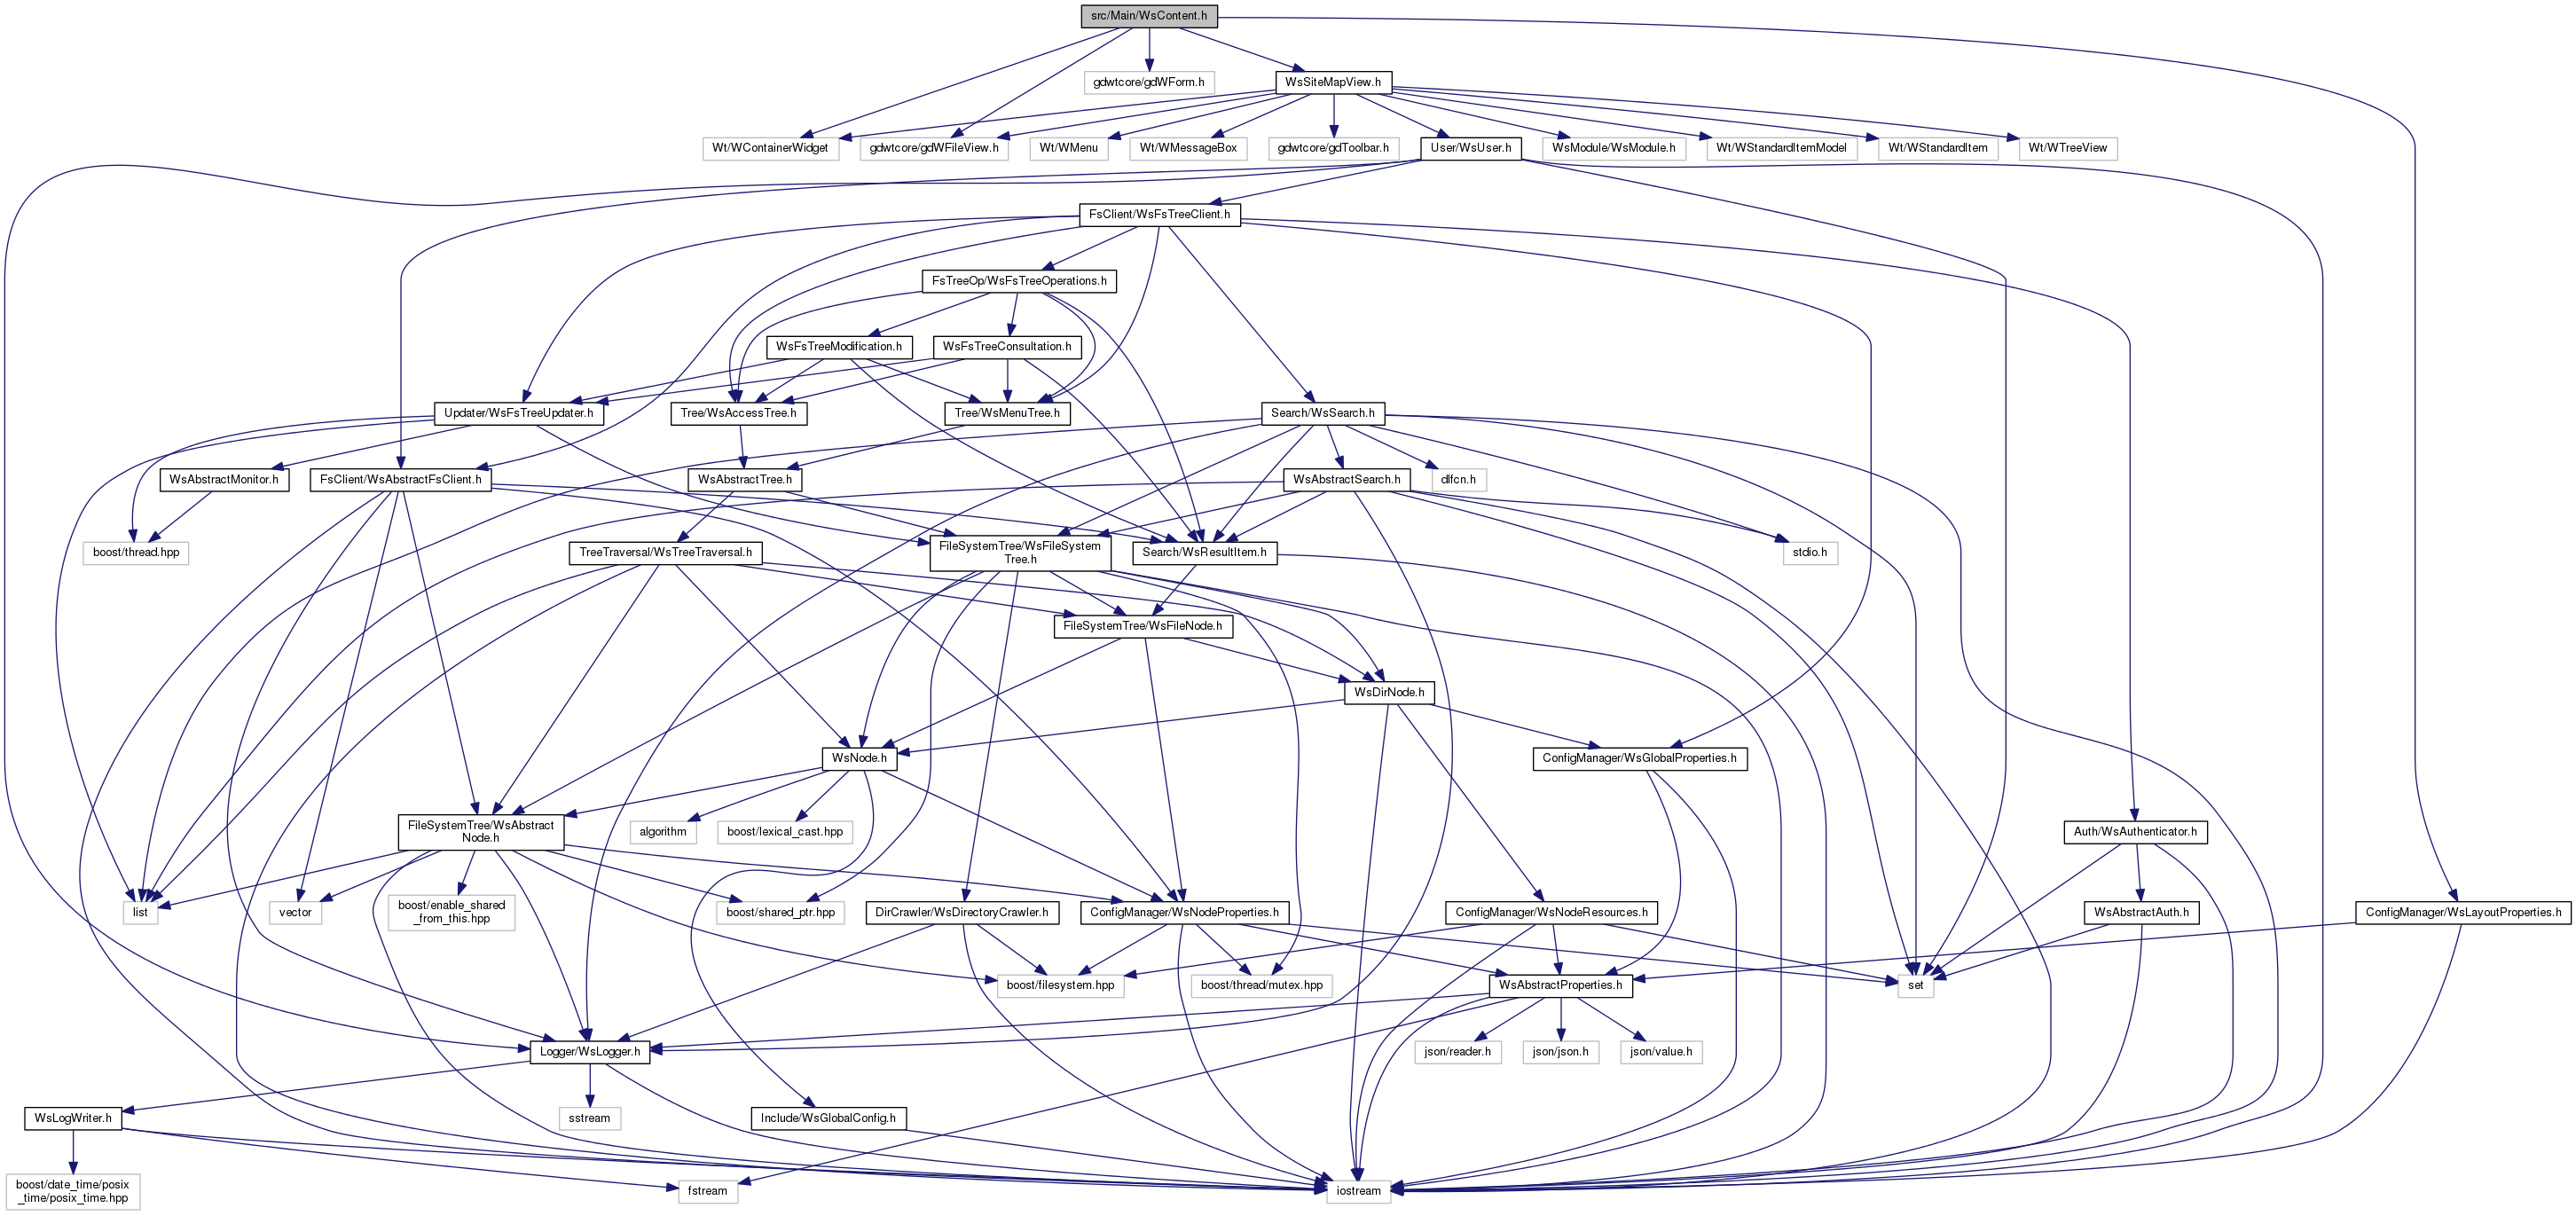 src/Main/WsContent.h
gdwtcore/gdWForm.h
WsSiteMapView.h
Wt/WContainerWidget
gdwtcore/gdWFileView.h
Wt/WMenu
Wt/WMessageBox
gdwtcore/gdToolbar.h
User/WsUser.h
WsModule/WsModule.h
Wt/WStandardItemModel
Wt/WStandardItem
Wt/WTreeView
FsClient/WsFsTreeClient.h
FsTreeOp/WsFsTreeOperations.h
WsFsTreeModification.h
WsFsTreeConsultation.h
Updater/WsFsTreeUpdater.h
Tree/WsAccessTree.h
Tree/WsMenuTree.h
Search/WsSearch.h
WsAbstractMonitor.h
FsClient/WsAbstractFsClient.h
WsAbstractTree.h
WsAbstractSearch.h
dlfcn.h
boost/thread.hpp
TreeTraversal/WsTreeTraversal.h
FileSystemTree/WsFileSystem
Tree.h
Search/WsResultItem.h
stdio.h
FileSystemTree/WsFileNode.h
WsDirNode.h
WsNode.h
ConfigManager/WsGlobalProperties.h
FileSystemTree/WsAbstract
Node.h
algorithm
boost/lexical_cast.hpp
Auth/WsAuthenticator.h
list
vector
boost/enable_shared
_from_this.hpp
boost/shared_ptr.hpp
DirCrawler/WsDirectoryCrawler.h
ConfigManager/WsNodeProperties.h
ConfigManager/WsNodeResources.h
WsAbstractAuth.h
ConfigManager/WsLayoutProperties.h
boost/filesystem.hpp
boost/thread/mutex.hpp
WsAbstractProperties.h
set
Logger/WsLogger.h
json/reader.h
json/json.h
json/value.h
WsLogWriter.h
sstream
Include/WsGlobalConfig.h
boost/date_time/posix
_time/posix_time.hpp
fstream
iostream